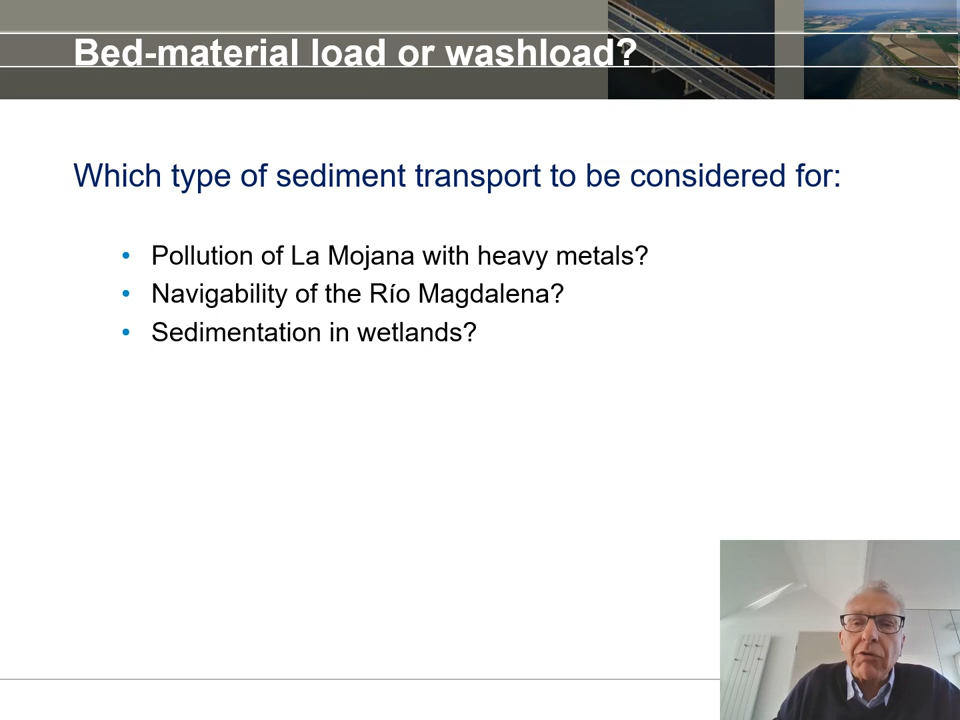 Bed-material load or washload?
Which type of sediment transport to be considered for:
• Pollution of La Mojana with heavy metals?
• Navigability of the Río Magdalena?
• Sedimentation in wetlands?